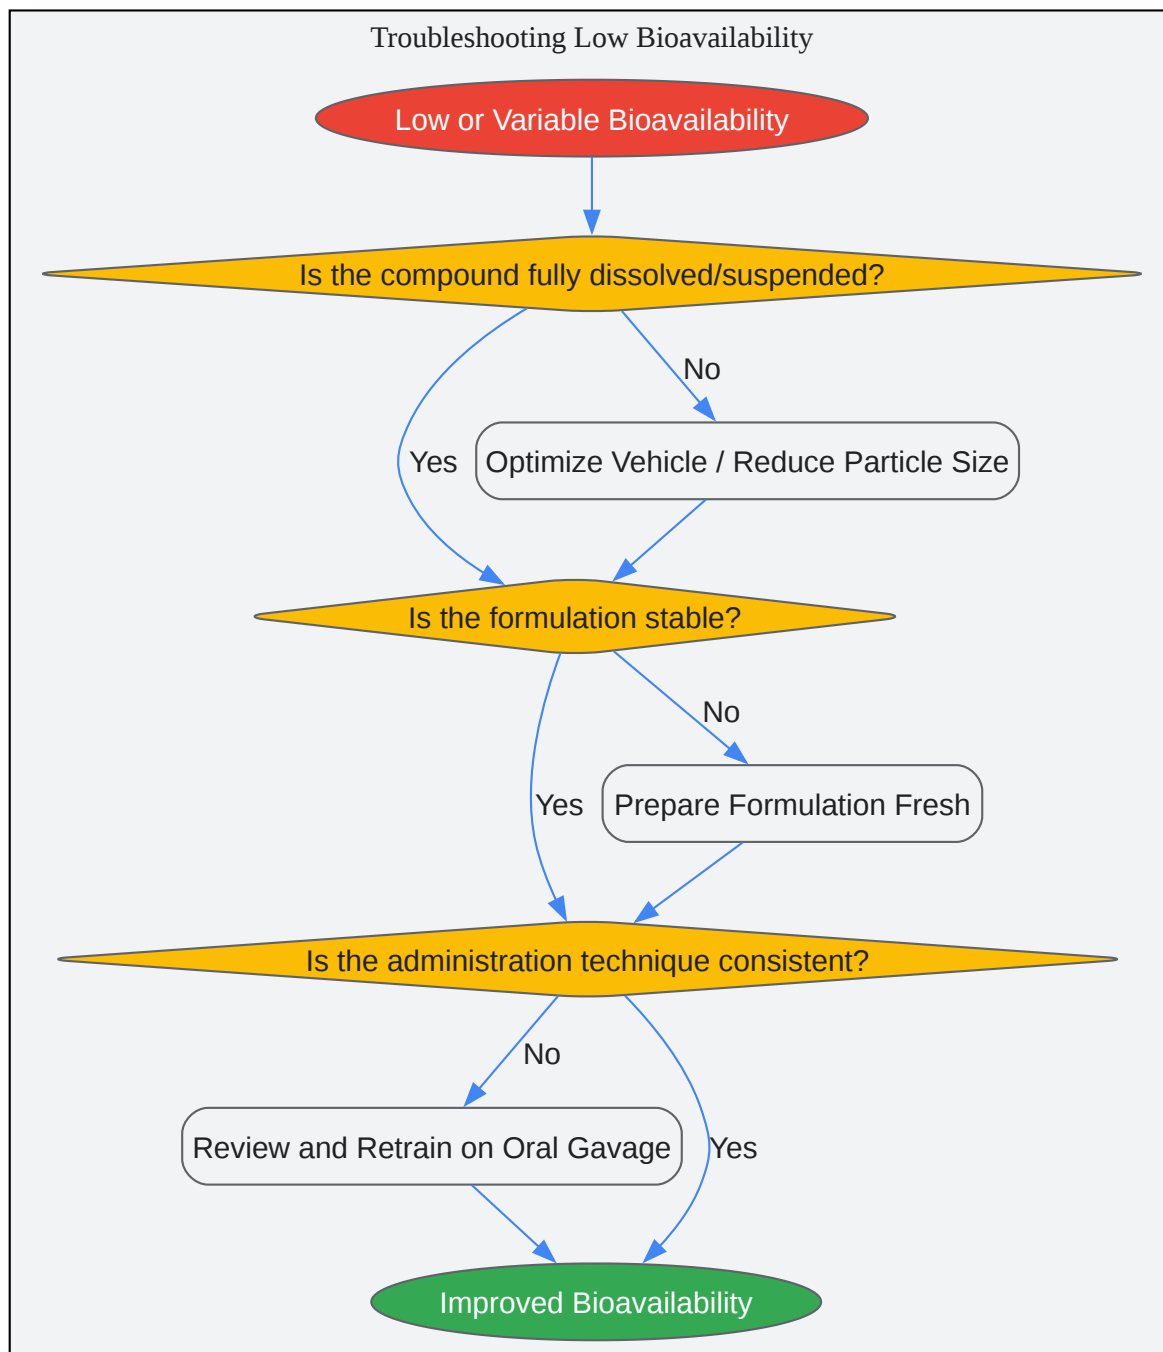 Troubleshooting Low Bioavailability
Low or Variable Bioavailability
Is the compound fully dissolved/suspended?
No
Yes
Optimize Vehicle / Reduce Particle Size
Is the formulation stable?
No
Yes
Prepare Formulation Fresh
Is the administration technique consistent?
No
Review and Retrain on Oral Gavage
Yes
Improved Bioavailability